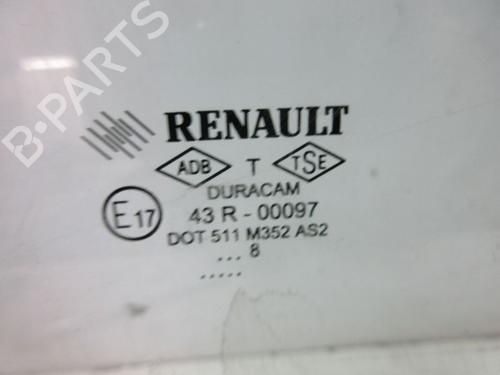 B-PARTS
RENAULT
ADB T TSE
DURACAM
E17 43 R - 00097
DOT 511 M352 AS2
... 8
.....